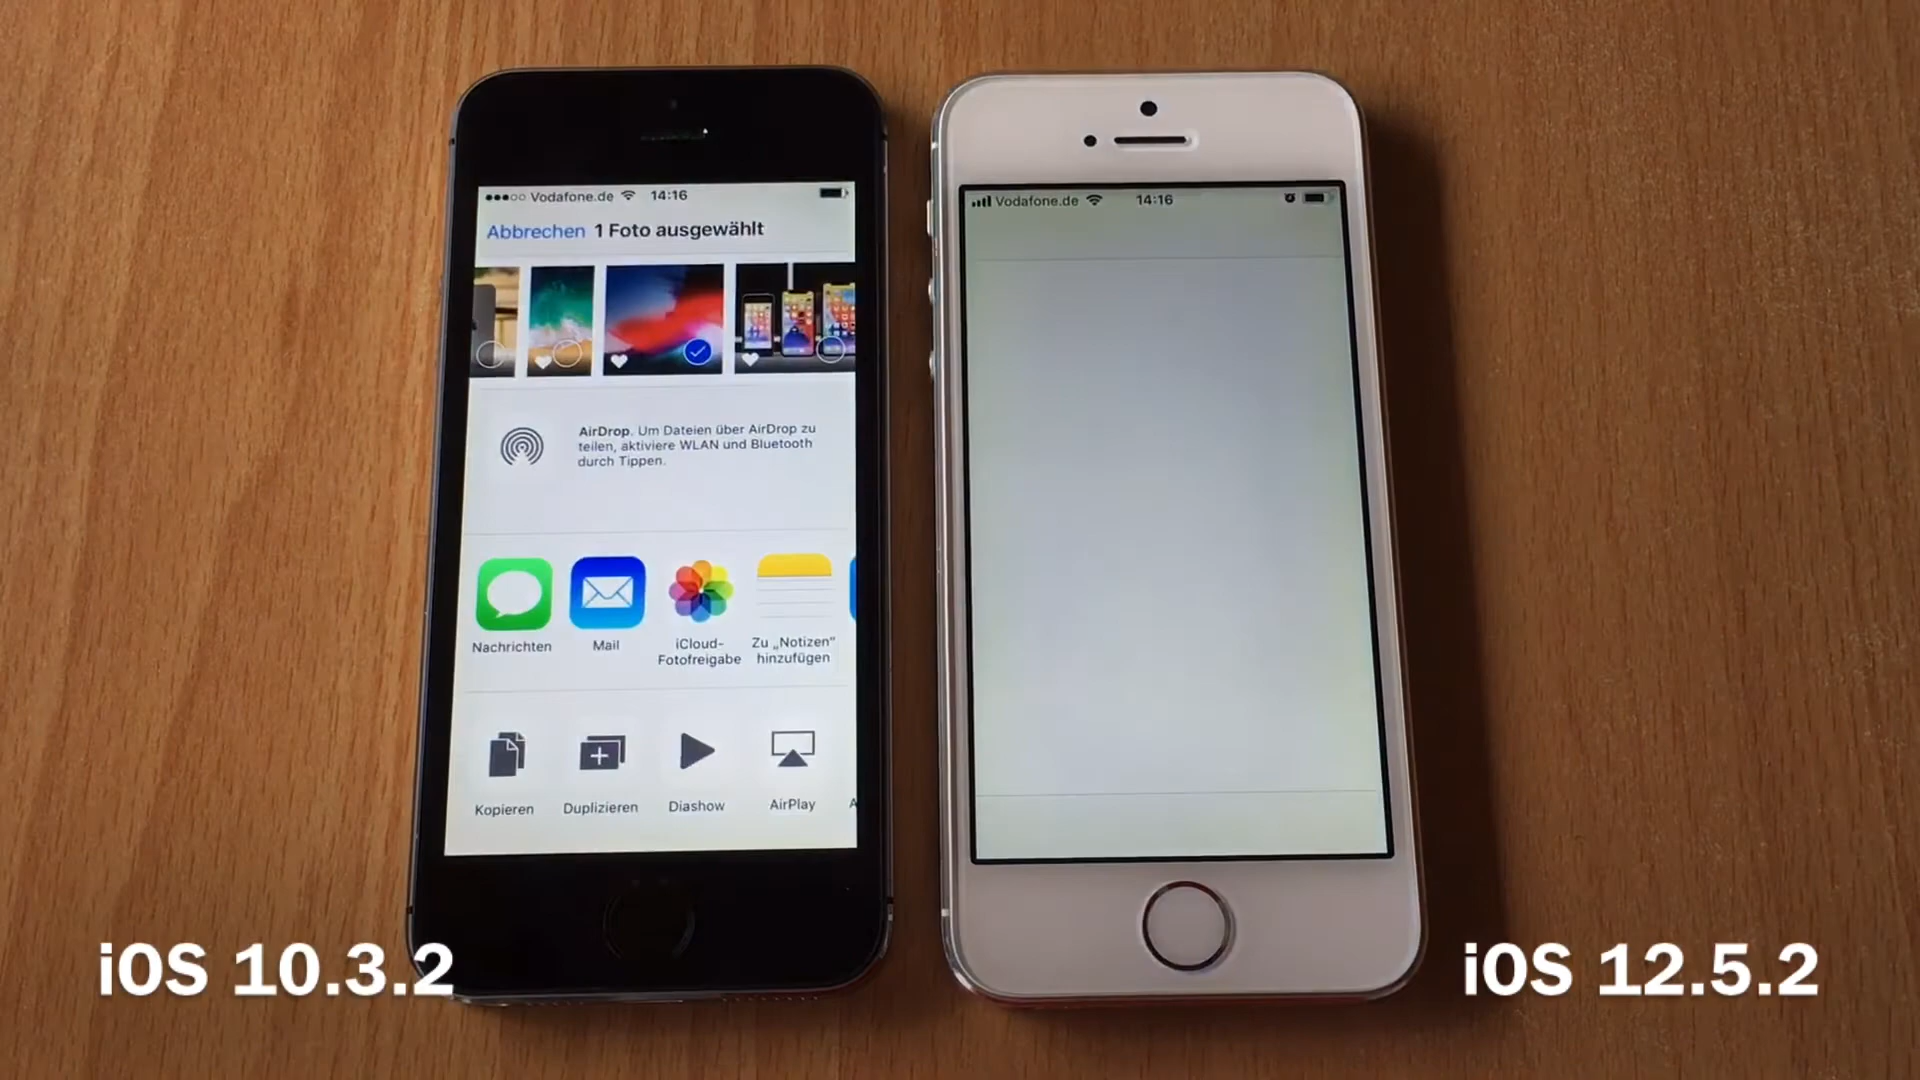 Vodafone.de 14:16
Abbrechen 1 Foto ausgewählt
AirDrop. Um Dateien über AirDrop zu
teilen, aktiviere WLAN und Bluetooth
durch Tippen.
Nachrichten
Mail
iCloud-
Fotofreigabe
Zu „Notizen“
hinzufügen
Kopieren
Duplizieren
Diashow
AirPlay
A
Vodafone.de 14:16
iOS 10.3.2
iOS 12.5.2